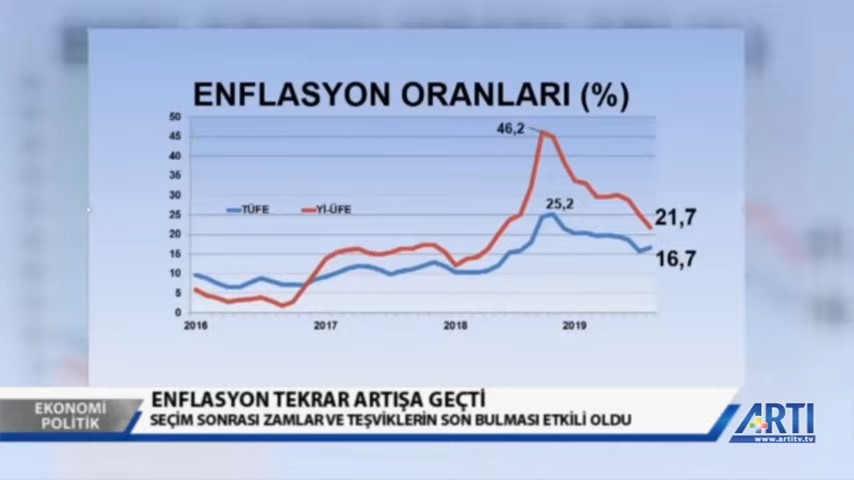 ENFLASYON ORANLARI (%)
50
45
40
35
30
25
20
15
10
5
0
46,2
25,2
21,7
16,7
TÜFE
Yİ-ÜFE
2016
2017
2018
2019
EKONOMİ
POLİTİK
ENFLASYON TEKRAR ARTIŞA GEÇTİ
SEÇİM SONRASI ZAMLAR VE TEŞVİKLERİN SON BULMASI ETKİLİ OLDU
ARTI
www.artitv.tv